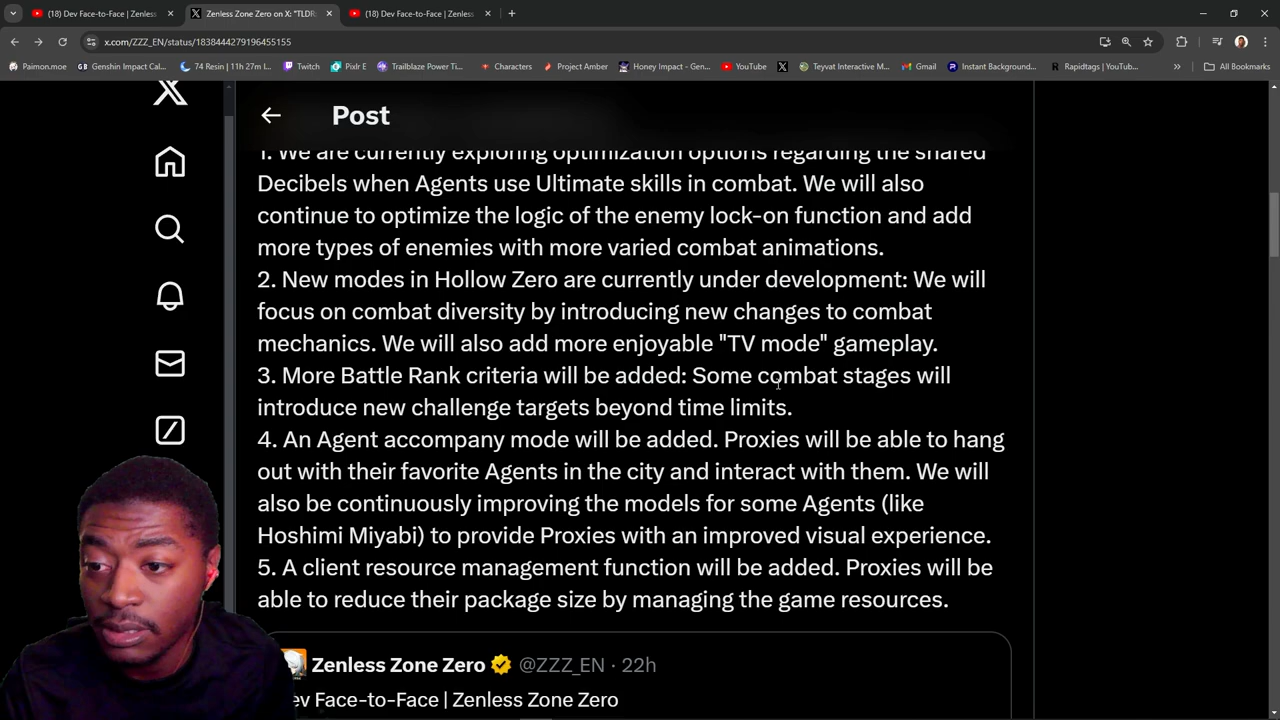 (18) Dev Face-to-Face | Zenless
Zenless Zone Zero on X: "TLDR
(18) Dev Face-to-Face | Zenless
x.com/ZZZ_EN/status/1838444279196455155
Paimon.moe
Genshin Impact Cal...
74 Resin | 11h 27m I...
Twitch
Pixlr E
Trailblaze Power Ti...
Characters
Project Amber
Honey Impact - Gen...
YouTube
Teyvat Interactive M...
Gmail
Instant Background...
Rapidtags | YouTub...
All Bookmarks
Post
1. We are currently exploring optimization options regarding the shared
Decibels when Agents use Ultimate skills in combat. We will also
continue to optimize the logic of the enemy lock-on function and add
more types of enemies with more varied combat animations.
2. New modes in Hollow Zero are currently under development: We will
focus on combat diversity by introducing new changes to combat
mechanics. We will also add more enjoyable "TV mode" gameplay.
3. More Battle Rank criteria will be added: Some combat stages will
introduce new challenge targets beyond time limits.
4. An Agent accompany mode will be added. Proxies will be able to hang
out with their favorite Agents in the city and interact with them. We will
also be continuously improving the models for some Agents (like
Hoshimi Miyabi) to provide Proxies with an improved visual experience.
5. A client resource management function will be added. Proxies will be
able to reduce their package size by managing the game resources.
Zenless Zone Zero @ZZZ_EN · 22h
ev Face-to-Face | Zenless Zone Zero